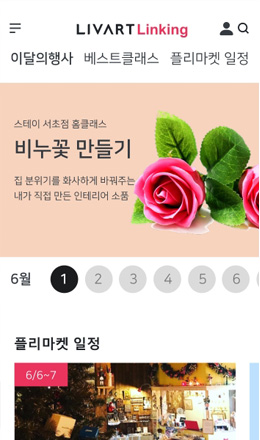 LIVART Linking
이달의행사 베스트클래스 플리마켓 일정
스테이 서초점 홈클래스
비누꽃 만들기
집 분위기를 화사하게 바꿔주는
내가 직접 만든 인테리어 소품
6월 1 2 3 4 5 6
플리마켓 일정
6/6~7